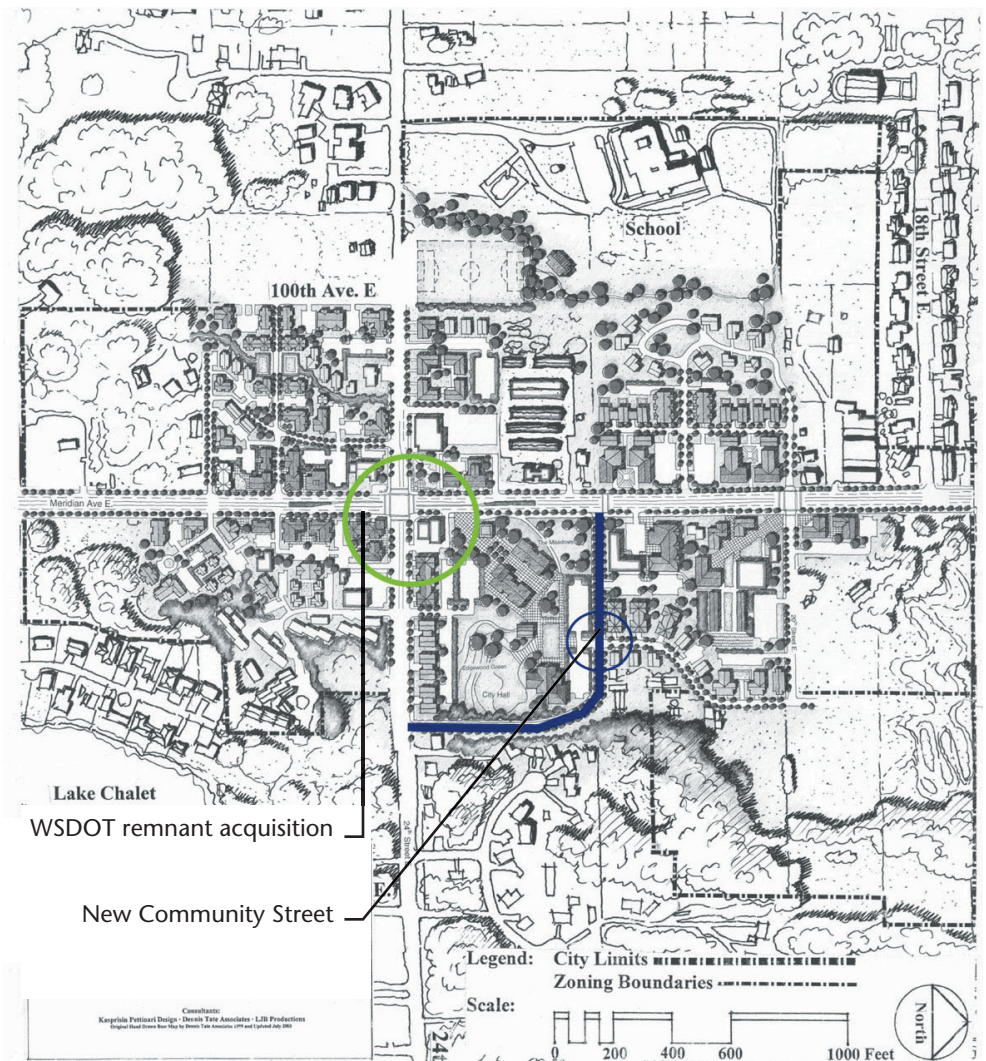 School
18th Street E.
100th Ave. E
Meridian Ave E.
The Meadow
Edgewood Green
City Hall
Lake Chalet
WSDOT remnant acquisition
24th Street
E.
New Community Street
Legend: City Limits
Zoning Boundaries
Scale:
0 200 400 600 1000 Feet
North
Consultants:
Kasprisin Pettinari Design - Dennis Tate Associates - LJB Productions
Original Hand Drawn Base Map by Dennis Tate Associates 1999 and Updated July 2003
24th